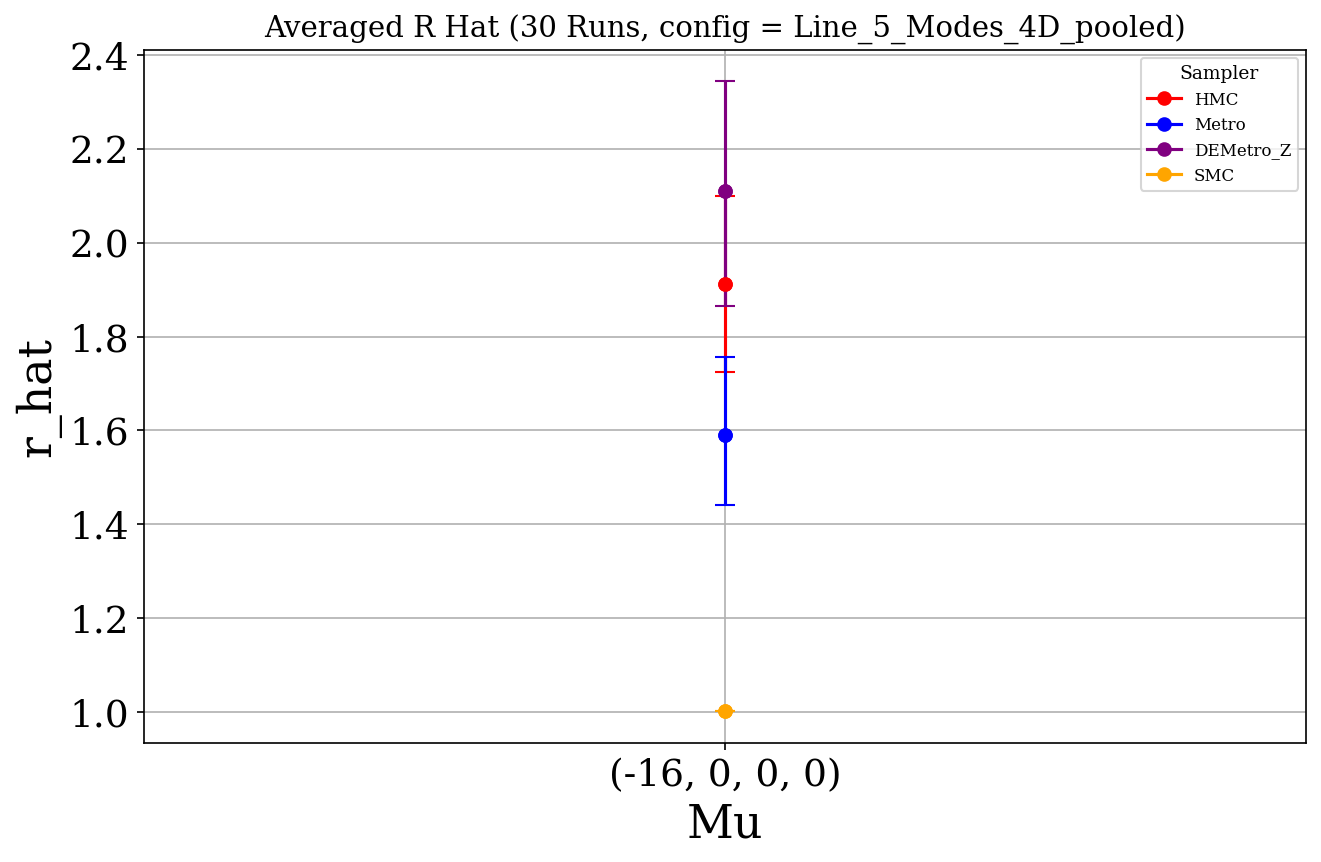 Averaged R Hat (30 Runs, config = Line_5_Modes_4D_pooled)
2.4
2.2
2.0
1.8
1.6
1.4
1.2
1.0
r_hat
Sampler
HMC
Metro
DEMetro_Z
SMC
(-16, 0, 0, 0)
Mu